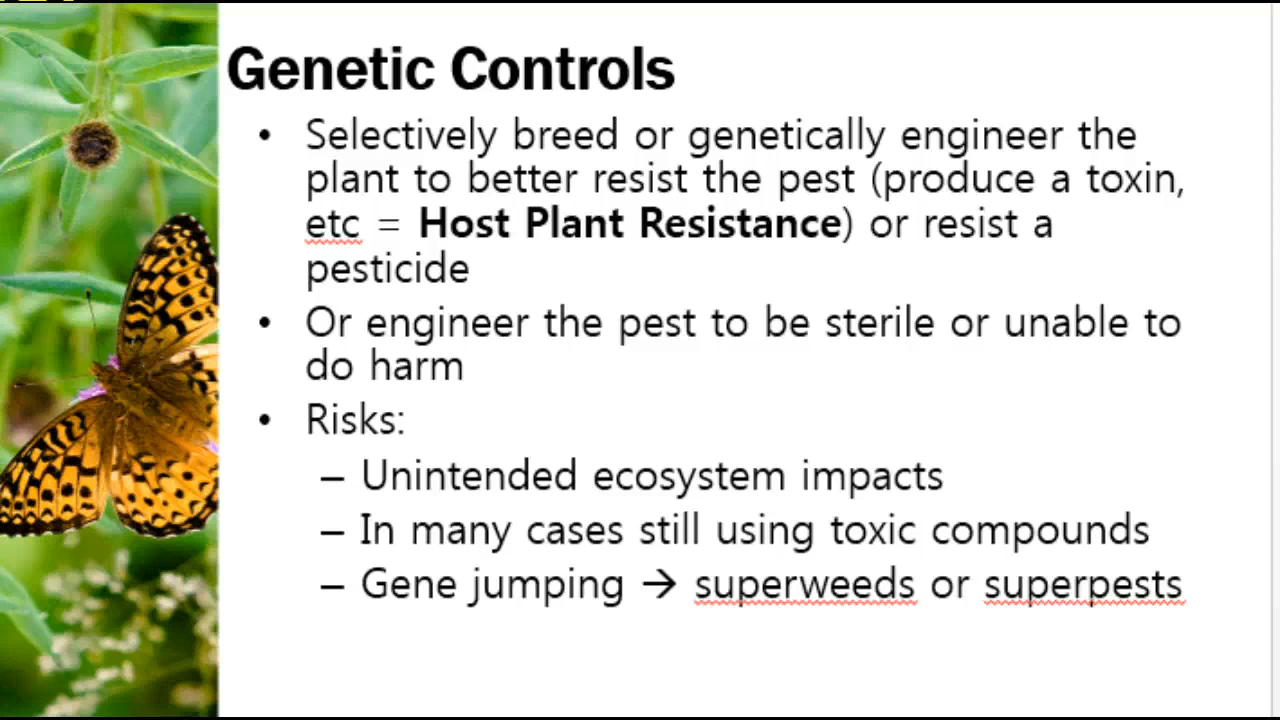 Genetic Controls
• Selectively breed or genetically engineer the
plant to better resist the pest (produce a toxin,
etc = Host Plant Resistance) or resist a
pesticide
• Or engineer the pest to be sterile or unable to
do harm
• Risks:
– Unintended ecosystem impacts
– In many cases still using toxic compounds
– Gene jumping → superweeds or superpests